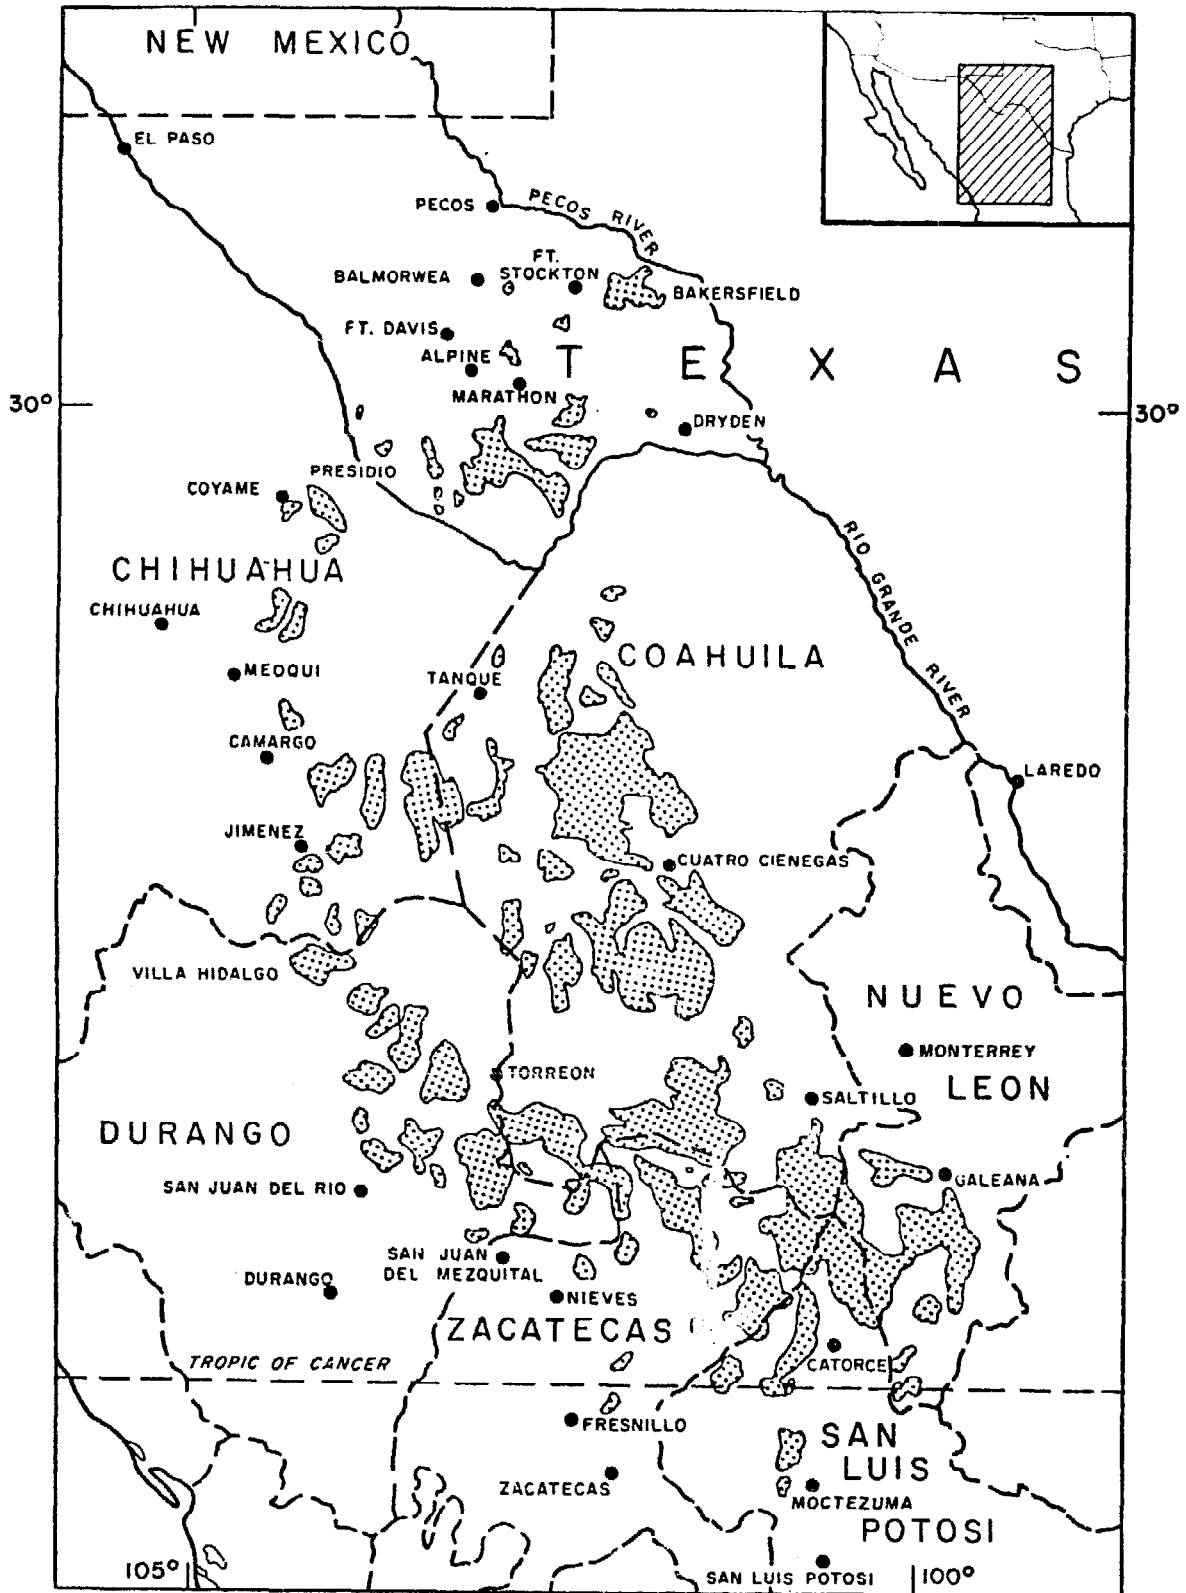 NEW MEXICO
EL PASO
PECOS
PECOS RIVER
BALMORWEA
FT.
STOCKTON
BAKERSFIELD
FT. DAVIS
ALPINE
TEXAS
MARATHON
30°
30°
DRYDEN
PRESIDIO
COYAME
CHIHUAHUA
CHIHUAHUA
RIO GRANDE RIVER
COAHUILA
MEOQUI
TANQUE
CAMARGO
LAREDO
JIMENEZ
CUATRO CIENEGAS
VILLA HIDALGO
NUEVO
LEON
MONTERREY
TORREON
SALTILLO
DURANGO
SAN JUAN DEL RIO
GALEANA
SAN JUAN
DEL MEZQUITAL
DURANGO
NIEVES
ZACATECAS
CATORCE
TROPIC OF CANCER
FRESNILLO
SAN
LUIS
POTOSI
ZACATECAS
MOCTEZUMA
105°
SAN LUIS POTOSI
100°